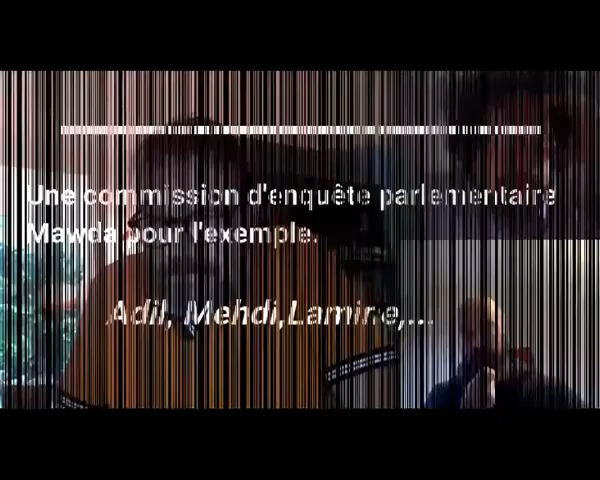 Une commission d'enquête parlementaire
Mawda pour l'exemple.
Adil, Mehdi,Lamine,...